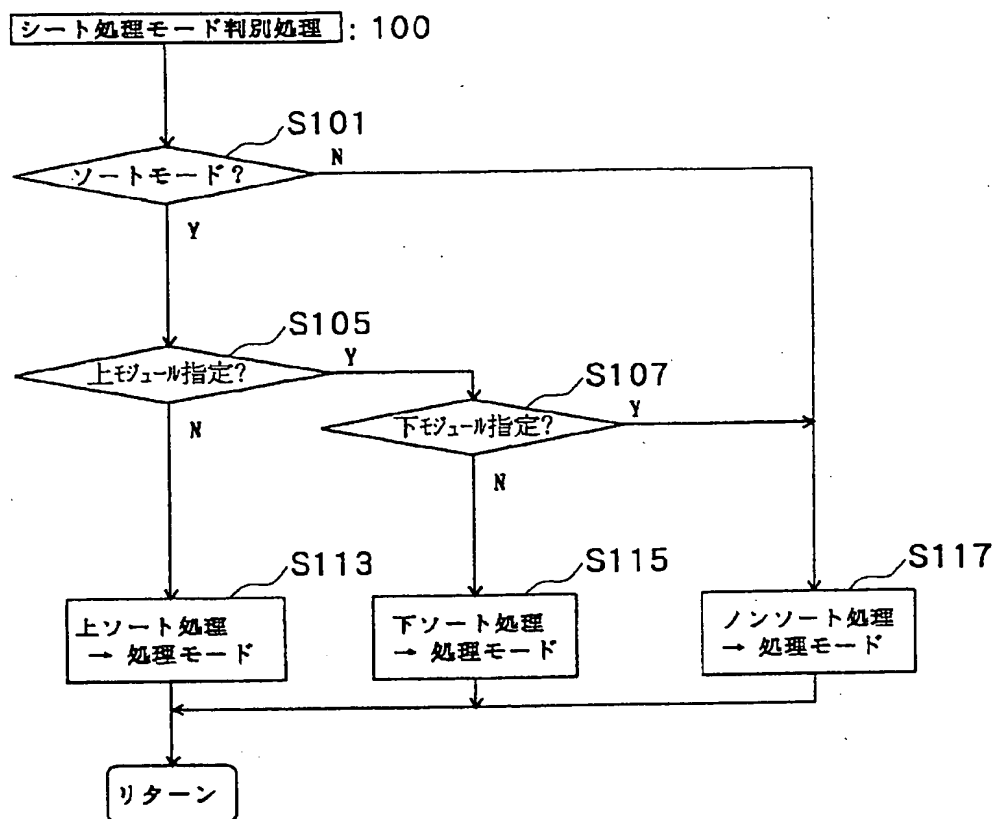 シート処理モード判別処理 : 100
S101
ソートモード?
N
Y
S105
上モジュール指定?
Y
N
S107
下モジュール指定?
Y
N
S113
上ソート処理
→ 処理モード
S115
下ソート処理
→ 処理モード
S117
ノンソート処理
→ 処理モード
リターン